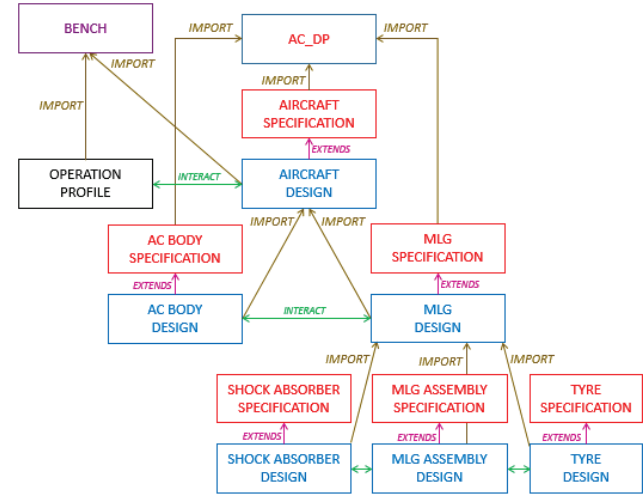 BENCH
IMPORT
AC_DP
IMPORT
IMPORT
IMPORT
IMPORT
AIRCRAFT
SPECIFICATION
EXTENDS
OPERATION
PROFILE
INTERACT
AIRCRAFT
DESIGN
IMPORT
IMPORT
AC BODY
SPECIFICATION
MLG
SPECIFICATION
EXTENDS
EXTENDS
AC BODY
DESIGN
INTERACT
MLG
DESIGN
IMPORT
IMPORT
IMPORT
SHOCK ABSORBER
SPECIFICATION
MLG ASSEMBLY
SPECIFICATION
TYRE
SPECIFICATION
EXTENDS
EXTENDS
EXTENDS
SHOCK ABSORBER
DESIGN
MLG ASSEMBLY
DESIGN
TYRE
DESIGN